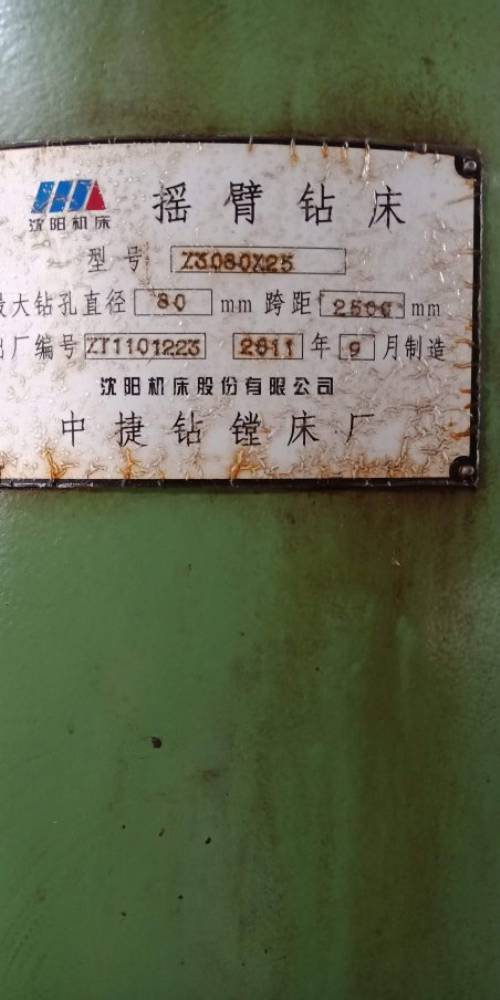 沈阳机床
摇臂钻床
型号 Z3080X25
最大钻孔直径 80 mm 跨距 2500 mm
出厂编号 ZT1101223 2011 年 9 月制造
沈阳机床股份有限公司
中捷钻镗床厂